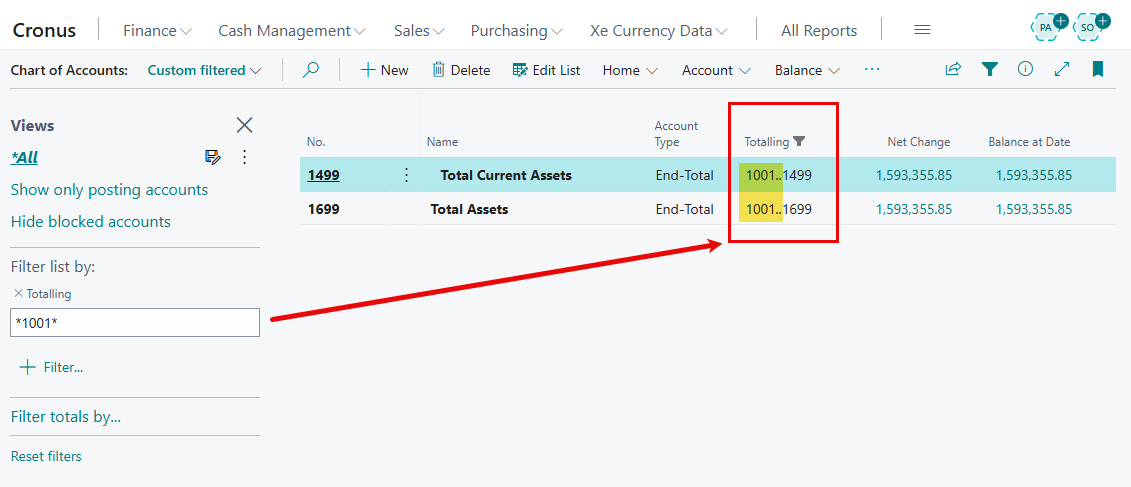 Cronus Finance Cash Management Sales Purchasing Xe Currency Data All Reports PA SO
Chart of Accounts: Custom filtered New Delete Edit List Home Account Balance ...
Views
*All
Show only posting accounts
Hide blocked accounts
Filter list by:
× Totalling
*1001*
+ Filter...
Filter totals by...
Reset filters
No. Name Account Type Totalling Net Change Balance at Date
1499 Total Current Assets End-Total 1001..1499 1,593,355.85 1,593,355.85
1699 Total Assets End-Total 1001..1699 1,593,355.85 1,593,355.85